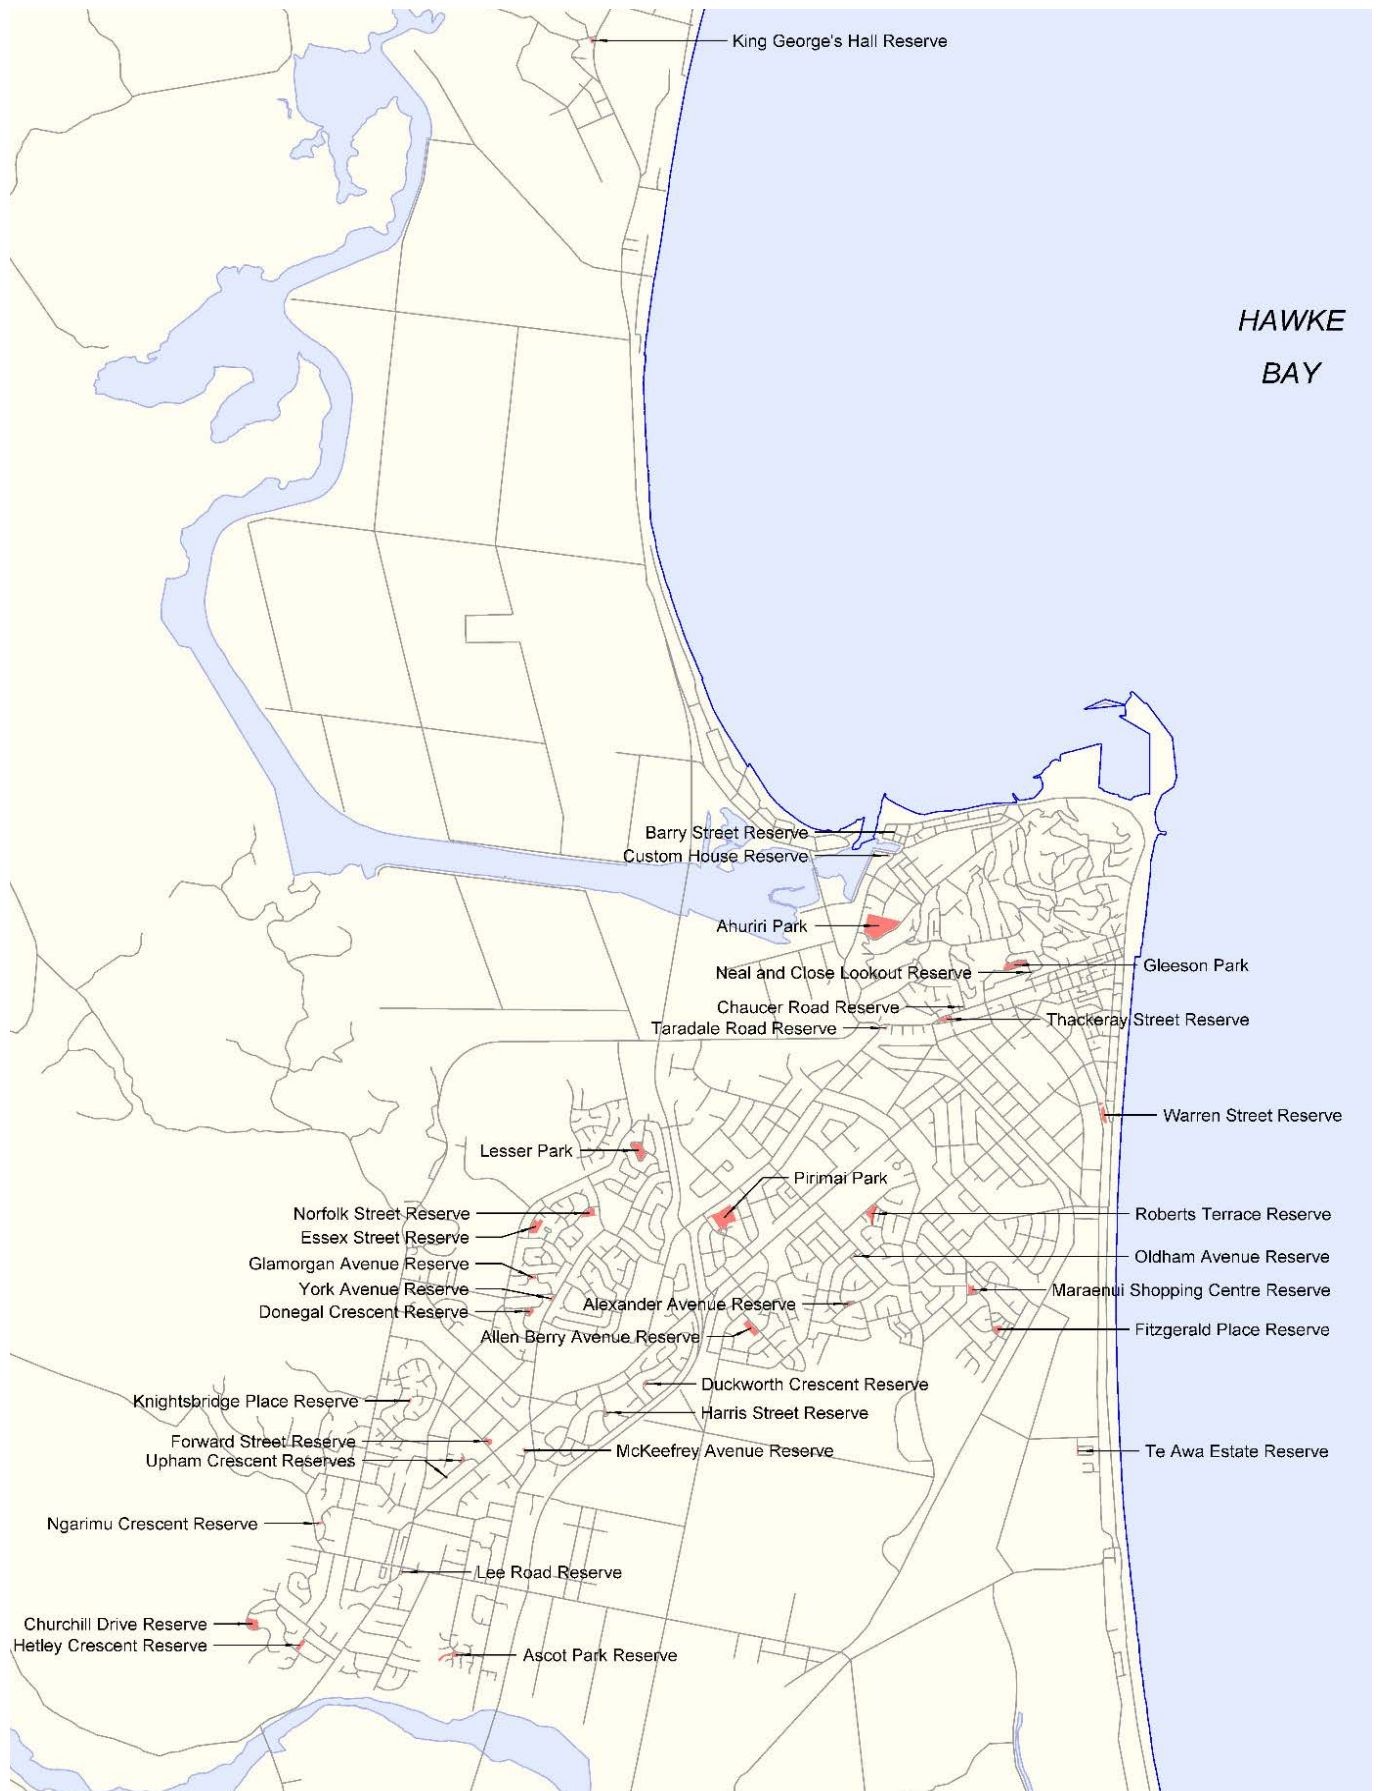 King George's Hall Reserve
HAWKE
BAY
Barry Street Reserve
Custom House Reserve
Ahuriri Park
Gleeson Park
Neal and Close Lookout Reserve
Chaucer Road Reserve
Thackeray Street Reserve
Taradale Road Reserve
Warren Street Reserve
Lesser Park
Pirimai Park
Norfolk Street Reserve
Roberts Terrace Reserve
Essex Street Reserve
Oldham Avenue Reserve
Glamorgan Avenue Reserve
York Avenue Reserve
Maraenui Shopping Centre Reserve
Alexander Avenue Reserve
Donegal Crescent Reserve
Fitzgerald Place Reserve
Allen Berry Avenue Reserve
Duckworth Crescent Reserve
Knightsbridge Place Reserve
Harris Street Reserve
Forward Street Reserve
McKeefrey Avenue Reserve
Te Awa Estate Reserve
Upham Crescent Reserves
Ngarimu Crescent Reserve
Lee Road Reserve
Churchill Drive Reserve
Hetley Crescent Reserve
Ascot Park Reserve